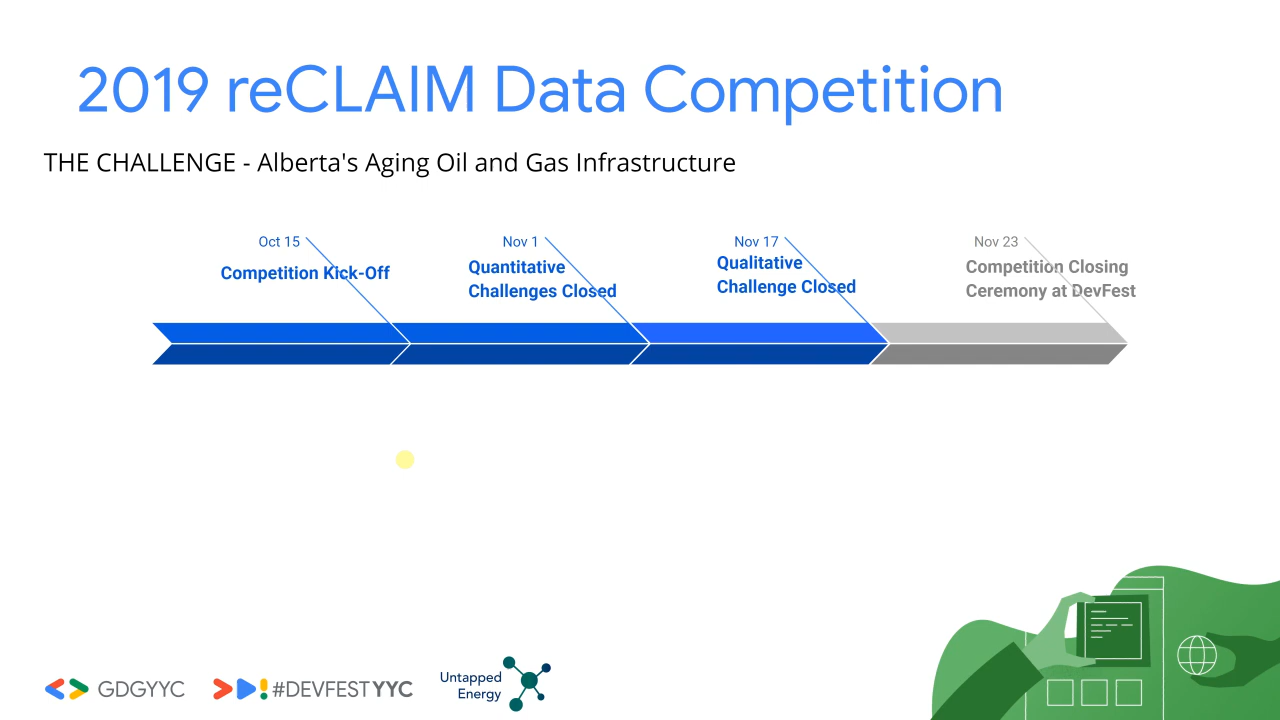 2019 reCLAIM Data Competition
THE CHALLENGE - Alberta's Aging Oil and Gas Infrastructure
Oct 15
Competition Kick-Off
Nov 1
Quantitative
Challenges Closed
Nov 17
Qualitative
Challenge Closed
Nov 23
Competition Closing
Ceremony at DevFest
GDGYYC
#DEVFESTYYC
Untapped
Energy